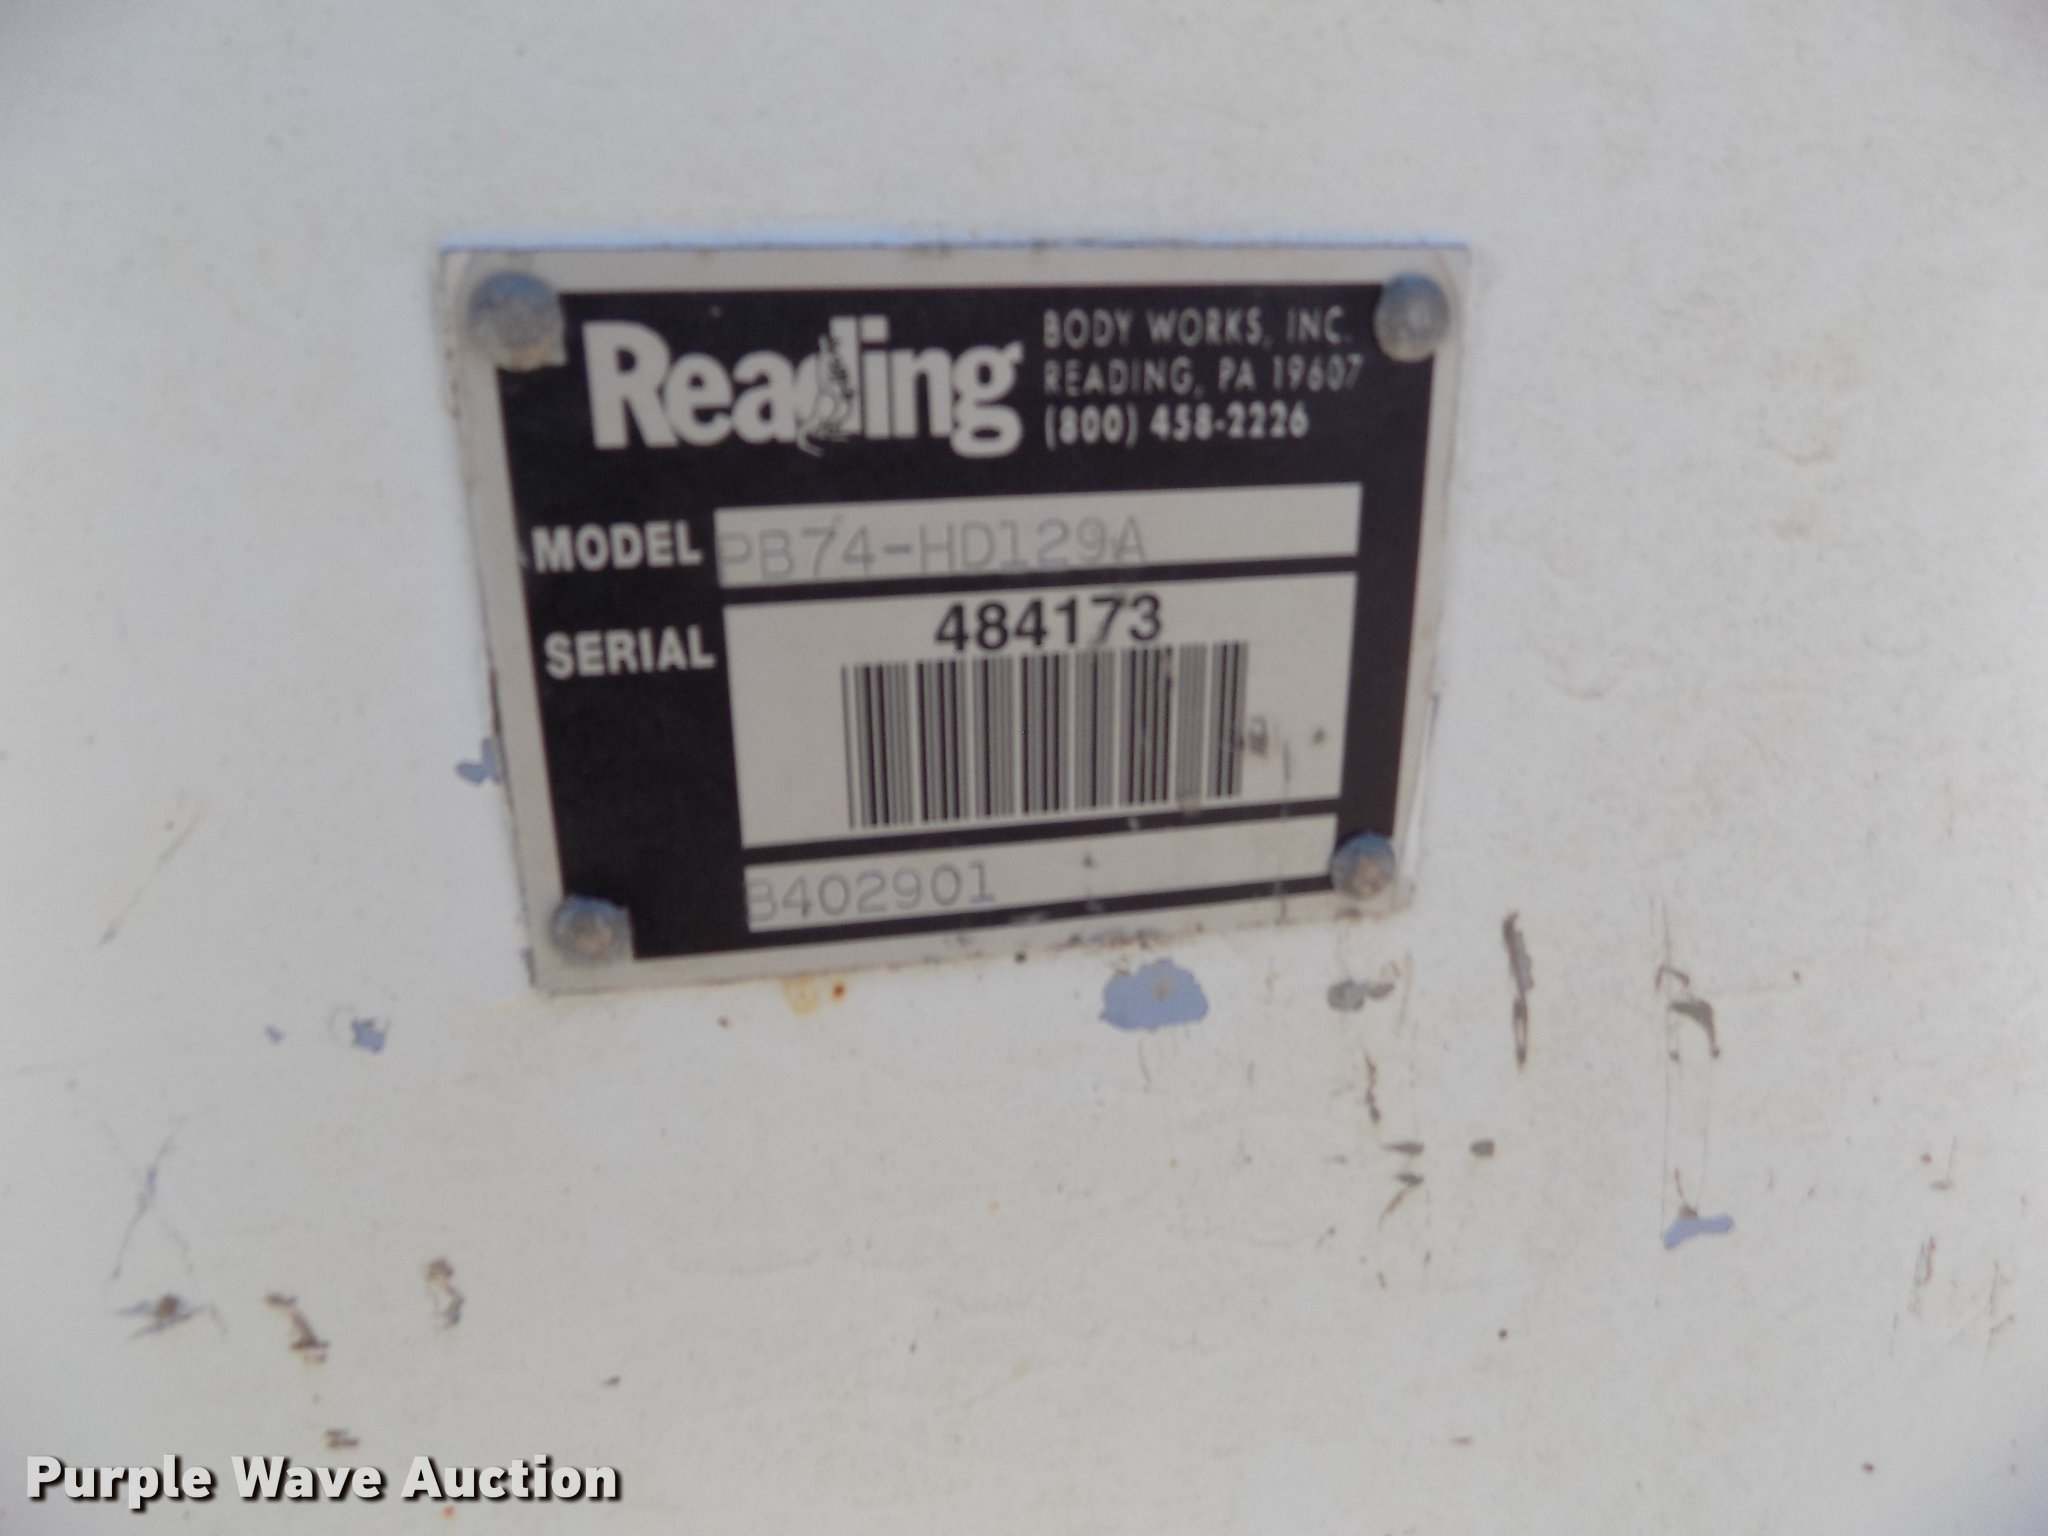 Reading
BODY WORKS, INC.
READING, PA 19607
(800) 458-2226
MODEL PB74-HD129A
SERIAL 484173
B402901
Purple Wave Auction